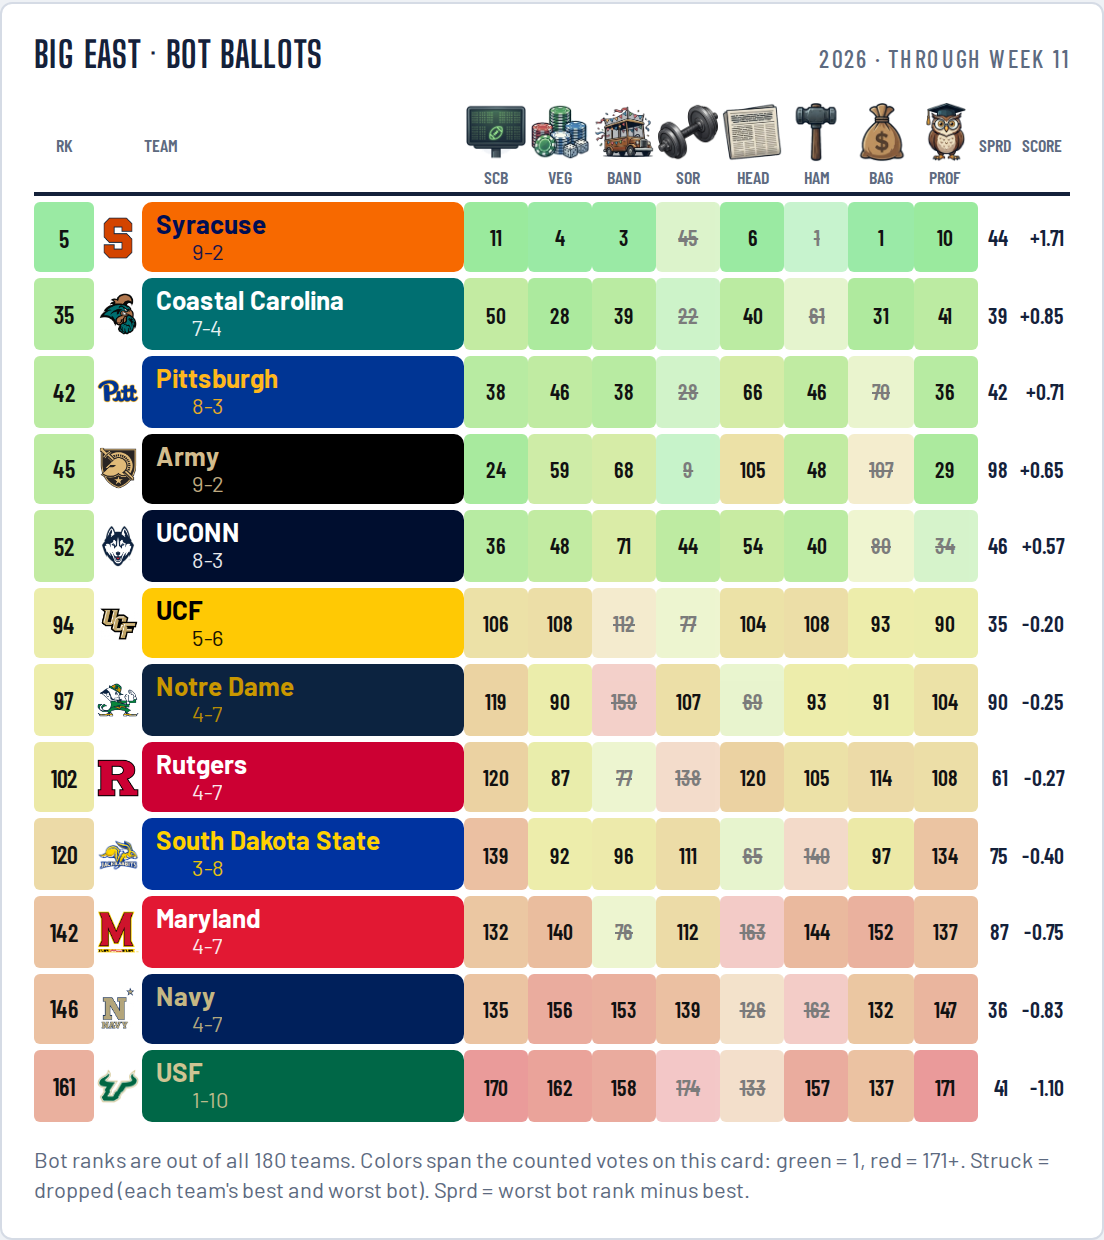 BIG EAST · BOT BALLOTS
2026 · THROUGH WEEK 11
RK TEAM SCB VEG BAND SOR HEAD HAM BAG PROF SPRD SCORE
5 Syracuse 9-2 11 4 3 45 6 1 1 10 44 +1.71
35 Coastal Carolina 7-4 50 28 39 22 40 61 31 41 39 +0.85
42 Pitt Pittsburgh 8-3 38 46 38 28 66 46 70 36 42 +0.71
45 Army 9-2 24 59 68 9 105 48 107 29 98 +0.65
52 UCONN 8-3 36 48 71 44 54 40 80 34 46 +0.57
94 UCF UCF 5-6 106 108 112 77 104 108 93 90 35 -0.20
97 Notre Dame 4-7 119 90 159 107 69 93 91 104 90 -0.25
102 R Rutgers 4-7 120 87 77 138 120 105 114 108 61 -0.27
120 South Dakota State 3-8 139 92 96 111 65 140 97 134 75 -0.40
142 M Maryland 4-7 132 140 76 112 163 144 152 137 87 -0.75
146 N NAVY Navy 4-7 135 156 153 139 126 162 132 147 36 -0.83
161 USF 1-10 170 162 158 174 133 157 137 171 41 -1.10
Bot ranks are out of all 180 teams. Colors span the counted votes on this card: green = 1, red = 171+. Struck =
dropped (each team's best and worst bot). Sprd = worst bot rank minus best.